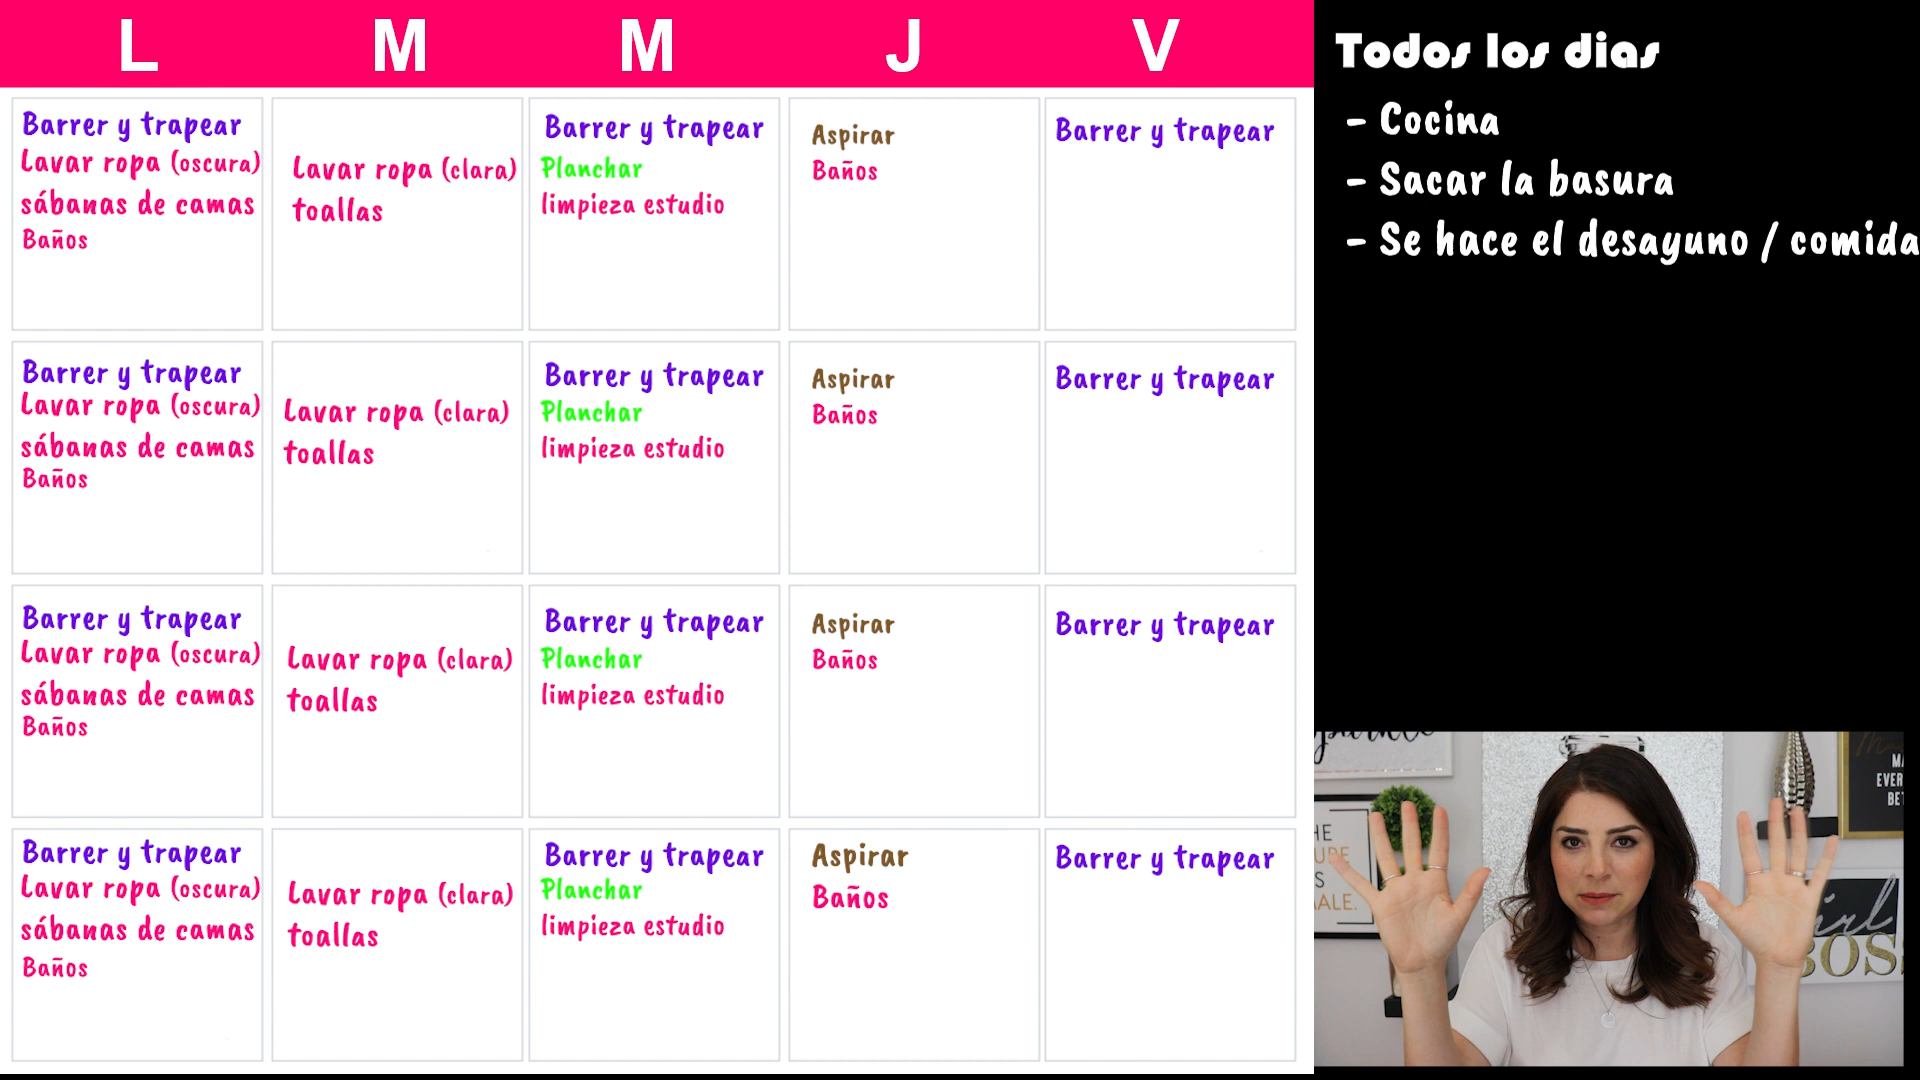 L M M J V
Barrer y trapear
Lavar ropa (oscura)
sábanas de camas
Baños
Lavar ropa (clara)
toallas
Barrer y trapear
Planchar
limpieza estudio
Aspirar
Baños
Barrer y trapear
Barrer y trapear
Lavar ropa (oscura)
sábanas de camas
Baños
Lavar ropa (clara)
toallas
Barrer y trapear
Planchar
limpieza estudio
Aspirar
Baños
Barrer y trapear
Barrer y trapear
Lavar ropa (oscura)
sábanas de camas
Baños
Lavar ropa (clara)
toallas
Barrer y trapear
Planchar
limpieza estudio
Aspirar
Baños
Barrer y trapear
Barrer y trapear
Lavar ropa (oscura)
sábanas de camas
Baños
Lavar ropa (clara)
toallas
Barrer y trapear
Planchar
limpieza estudio
Aspirar
Baños
Barrer y trapear
Todos los dias
- Cocina
- Sacar la basura
- Se hace el desayuno / comida